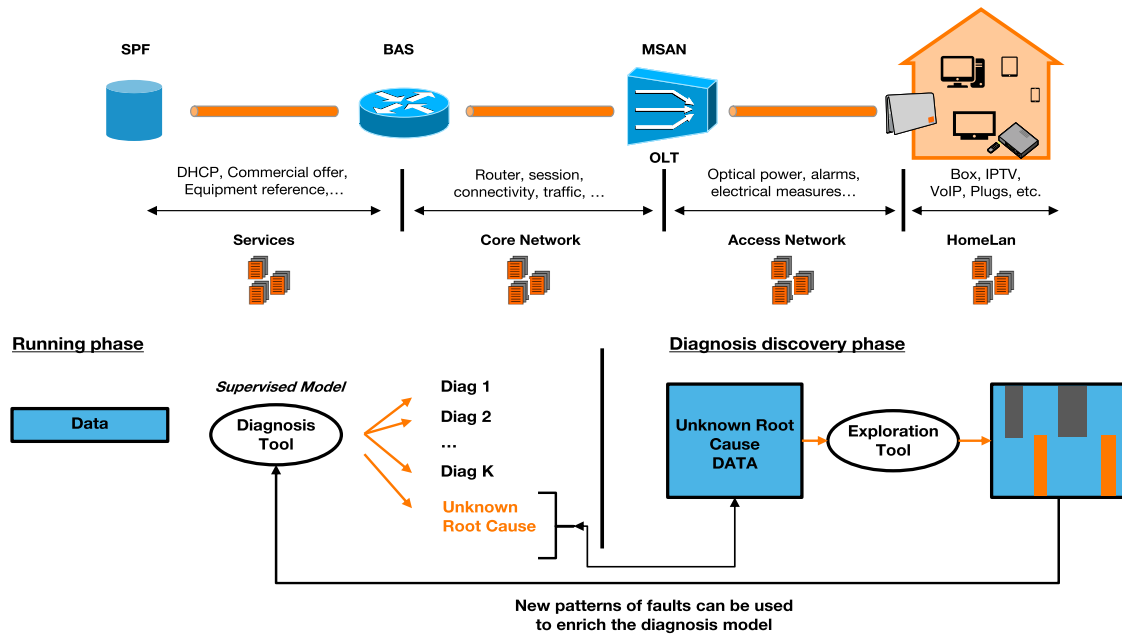 SPF
BAS
MSAN
OLT
DHCP, Commercial offer,
Equipment reference,…
Router, session,
connectivity, traffic, …
Optical power, alarms,
electrical measures…
Box, IPTV,
VoIP, Plugs, etc.
Services
Core Network
Access Network
HomeLan
Running phase
Data
Supervised Model
Diagnosis
Tool
Diag 1
Diag 2
…
Diag K
Unknown
Root Cause
Diagnosis discovery phase
Unknown Root
Cause
DATA
Exploration
Tool
New patterns of faults can be used
to enrich the diagnosis model